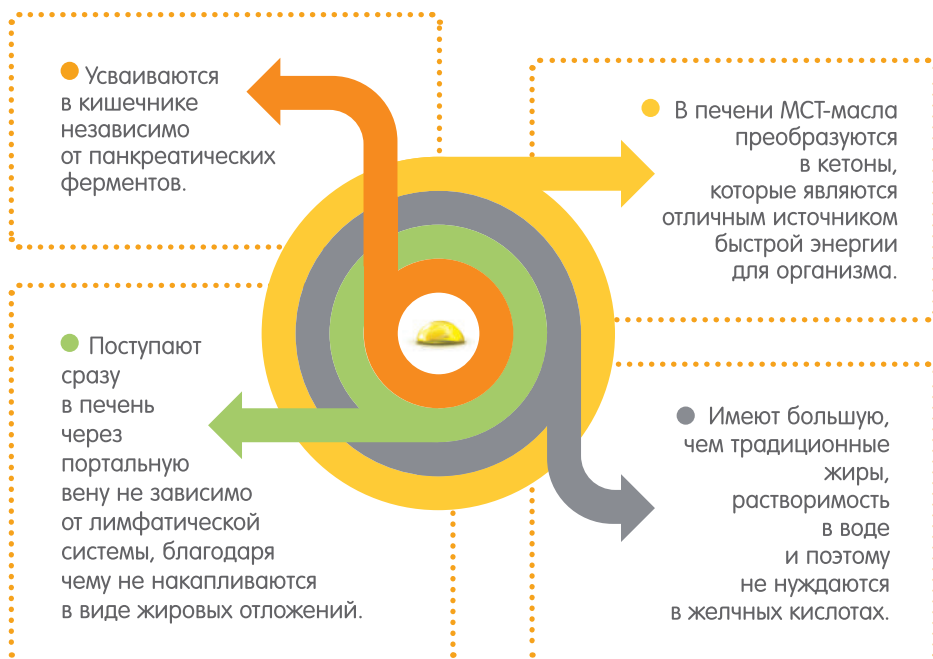 Усваиваются
в кишечнике
независимо
от панкреатических
ферментов.
В печени МСТ-масла
преобразуются
в кетоны,
которые являются
отличным источником
быстрой энергии
для организма.
Поступают
сразу
в печень
через
портальную
вену не зависимо
от лимфатической
системы, благодаря
чему не накапливаются
в виде жировых отложений.
Имеют большую,
чем традиционные
жиры,
растворимость
в воде
и поэтому
не нуждаются
в желчных кислотах.